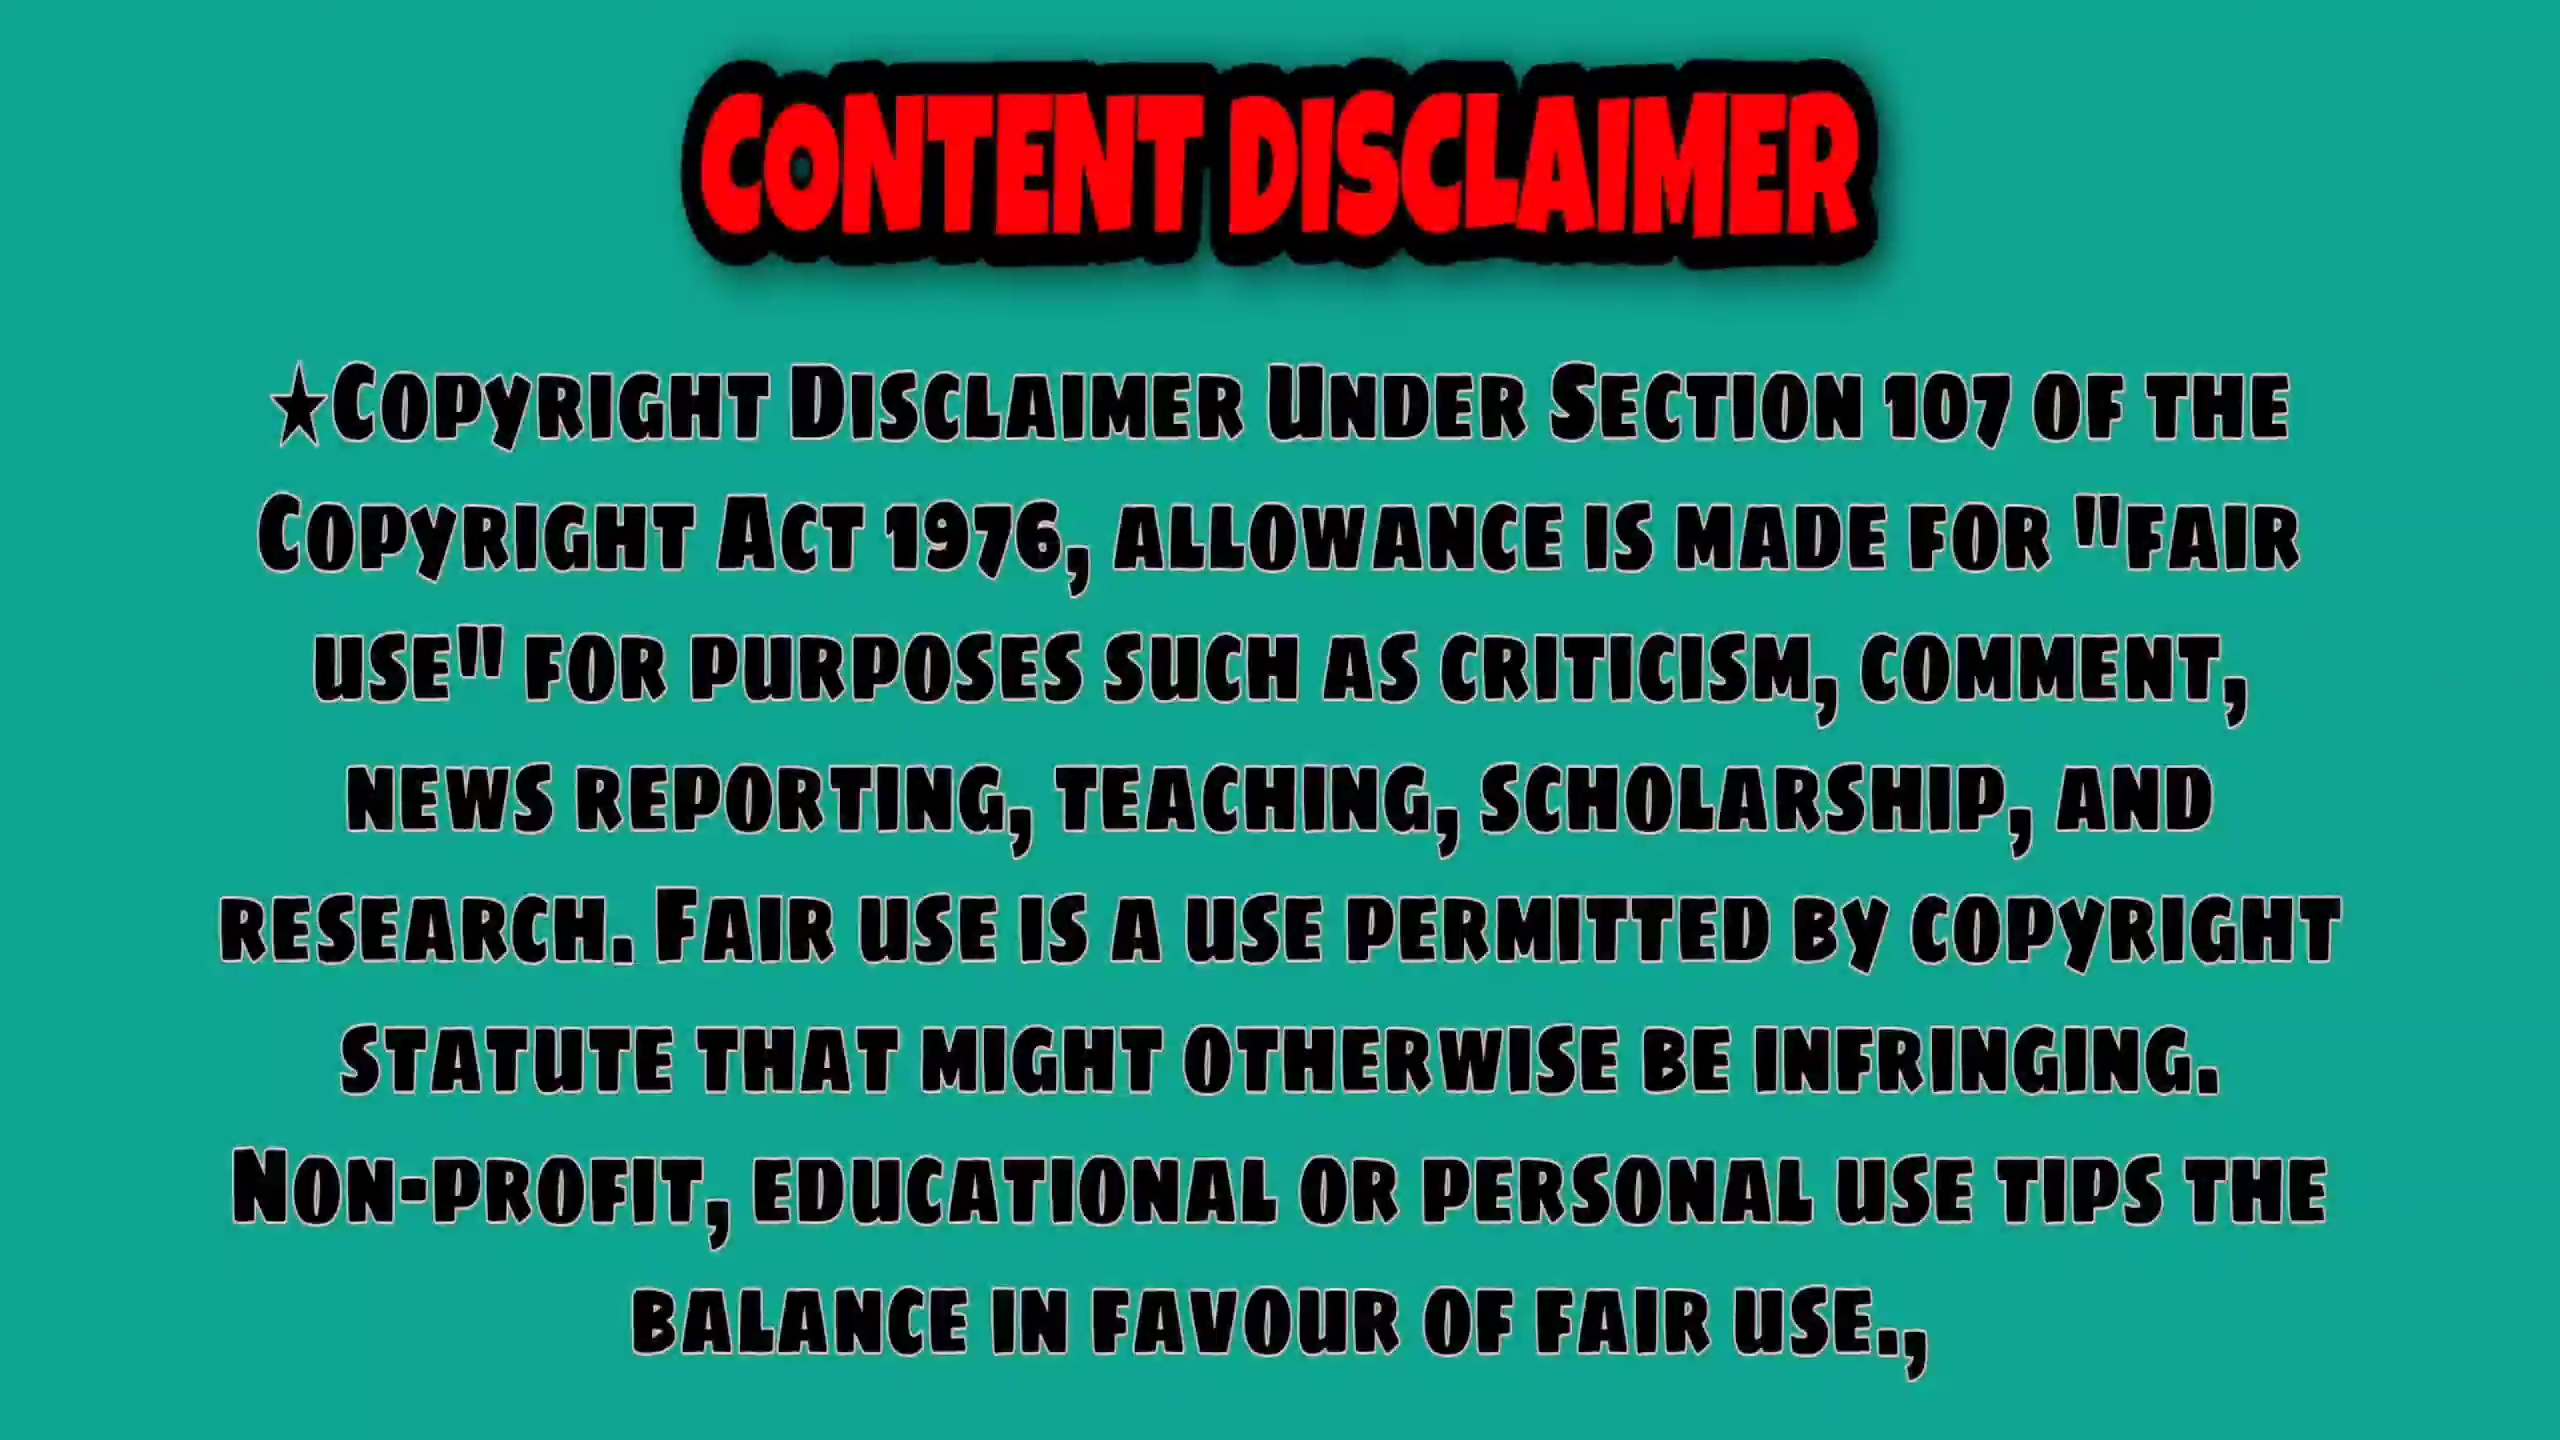 CONTENT DISCLAIMER
★Copyright Disclaimer Under Section 107 of the
Copyright Act 1976, allowance is made for "fair
use" for purposes such as criticism, comment,
news reporting, teaching, scholarship, and
research. Fair use is a use permitted by copyright
statute that might otherwise be infringing.
Non-profit, educational or personal use tips the
balance in favour of fair use.,